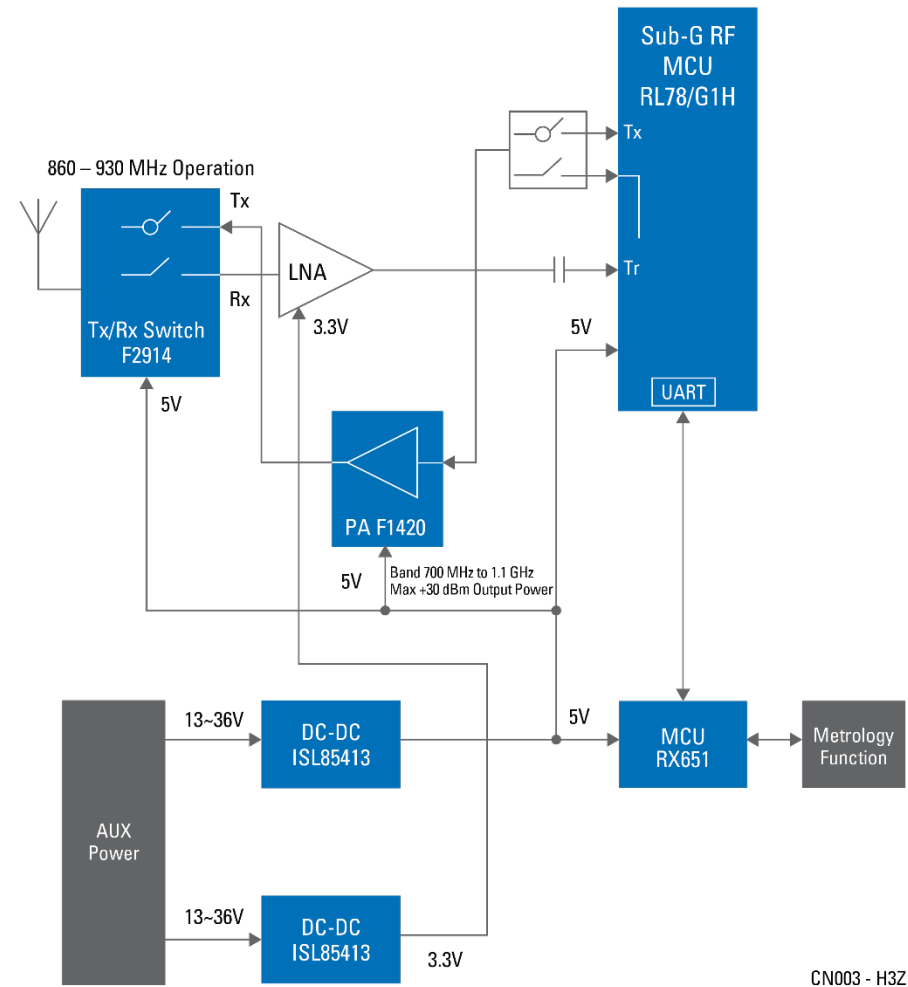 Sub-G RF
MCU
RL78/G1H
Tx
860 – 930 MHz Operation
Tx
LNA
Tr
Rx
3.3V
5V
Tx/Rx Switch
F2914
5V
UART
PA F1420
5V
Band 700 MHz to 1.1 GHz
Max +30 dBm Output Power
13~36V
DC-DC
ISL85413
5V
MCU
RX651
Metrology
Function
AUX
Power
13~36V
DC-DC
ISL85413
3.3V
CN003 - H3Z